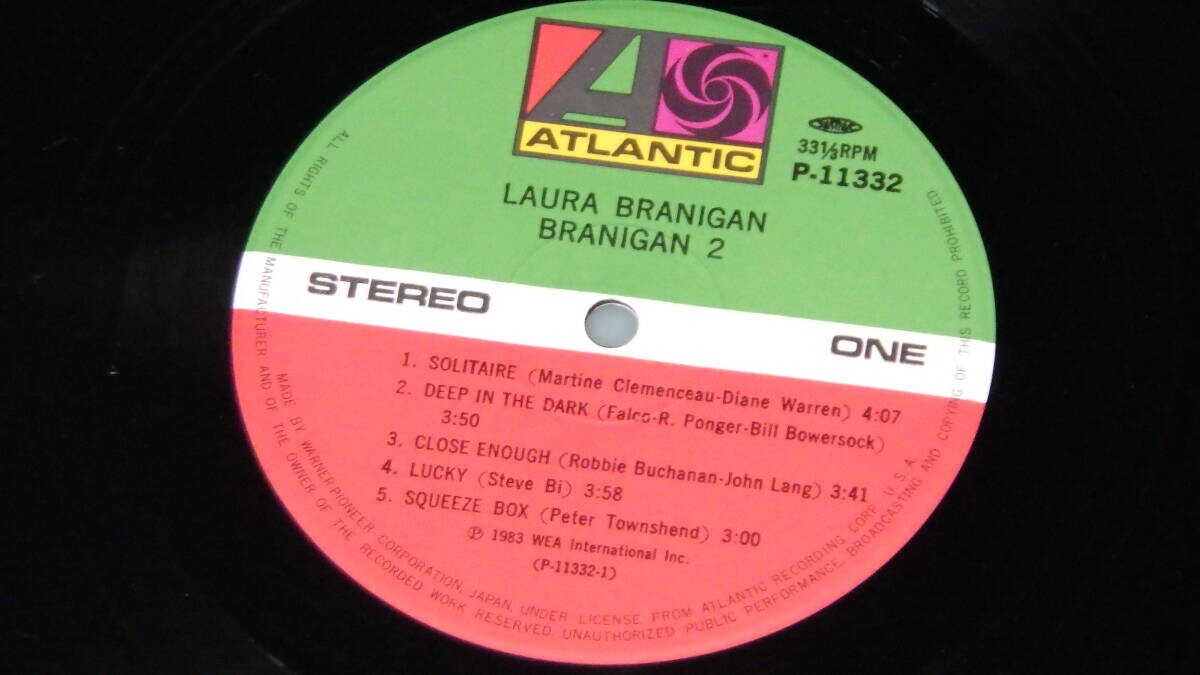 ATLANTIC
33⅓RPM
P-11332
LAURA BRANIGAN
BRANIGAN 2
STEREO
ONE
1. SOLITAIRE (Martine Clemenceau-Diane Warren) 4:07
2. DEEP IN THE DARK (Falco-R. Ponger-Bill Bowersock)
3:50
3. CLOSE ENOUGH (Robbie Buchanan-John Lang) 3:41
4. LUCKY (Steve Bi) 3:58
5. SQUEEZE BOX (Peter Townshend) 3:00
℗ 1983 WEA International Inc.
(P-11332-1)
MADE BY WARNER-PIONEER CORPORATION, JAPAN, UNDER LICENSE FROM ATLANTIC RECORDING CORP. U.S.A.
ALL RIGHTS OF THE MANUFACTURER AND OF THE OWNER OF THE RECORDED WORK RESERVED. UNAUTHORIZED PUBLIC PERFORMANCE, BROADCASTING AND COPYING OF THIS RECORD PROHIBITED.